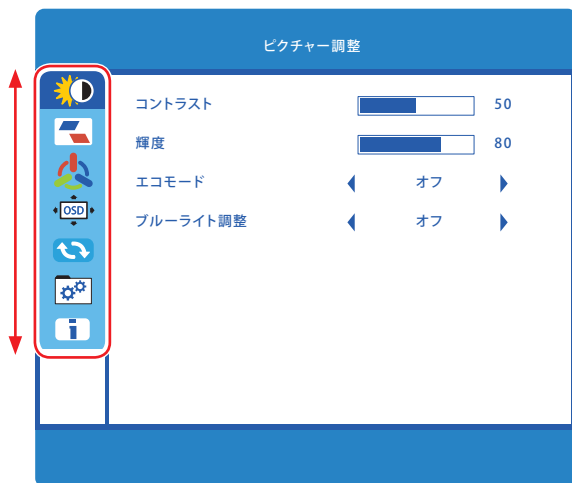 ピクチャー調整
コントラスト 50
輝度 80
エコモード オフ
OSD
ブルーライト調整 オフ
i